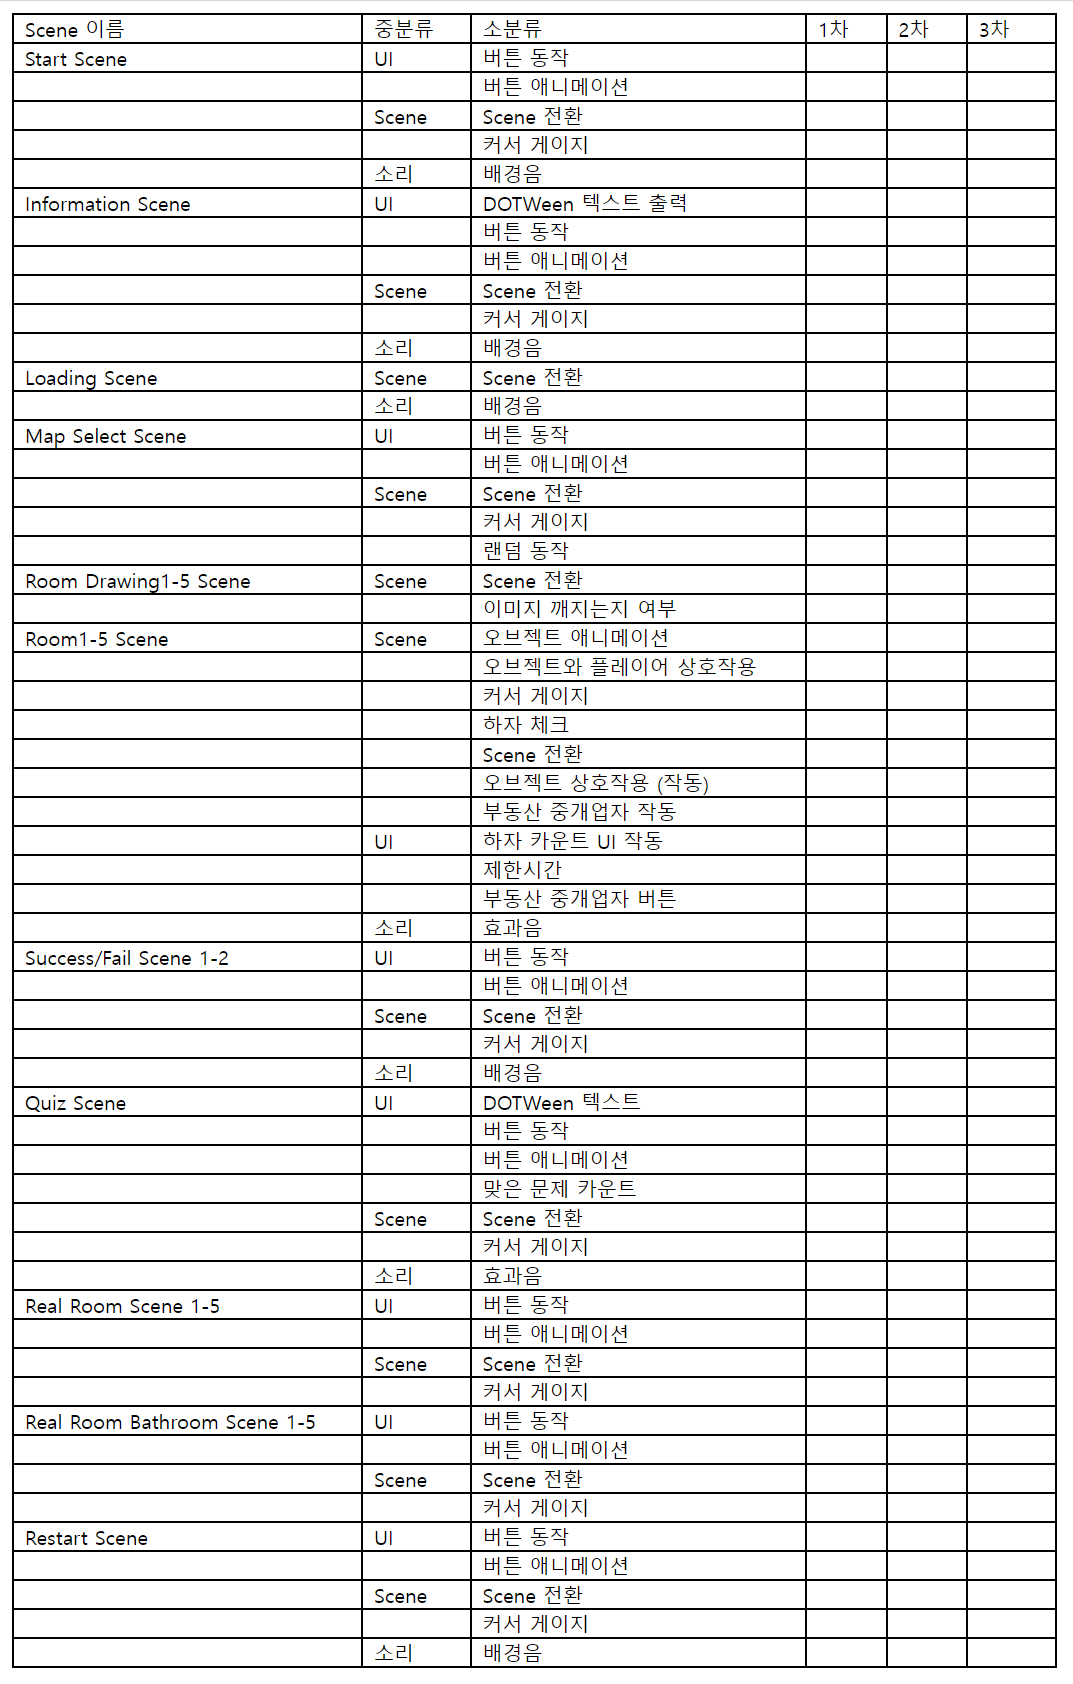 Scene 이름 중분류 소분류 1차 2차 3차
Start Scene UI 버튼 동작
버튼 애니메이션
Scene Scene 전환
커서 게이지
소리 배경음
Information Scene UI DOTWeen 텍스트 출력
버튼 동작
버튼 애니메이션
Scene Scene 전환
커서 게이지
소리 배경음
Loading Scene Scene Scene 전환
소리 배경음
Map Select Scene UI 버튼 동작
버튼 애니메이션
Scene Scene 전환
커서 게이지
랜덤 동작
Room Drawing1-5 Scene Scene Scene 전환
이미지 깨지는지 여부
Room1-5 Scene Scene 오브젝트 애니메이션
오브젝트와 플레이어 상호작용
커서 게이지
하자 체크
Scene 전환
오브젝트 상호작용 (작동)
부동산 중개업자 작동
UI 하자 카운트 UI 작동
제한시간
부동산 중개업자 버튼
소리 효과음
Success/Fail Scene 1-2 UI 버튼 동작
버튼 애니메이션
Scene Scene 전환
커서 게이지
소리 배경음
Quiz Scene UI DOTWeen 텍스트
버튼 동작
버튼 애니메이션
맞은 문제 카운트
Scene Scene 전환
커서 게이지
소리 효과음
Real Room Scene 1-5 UI 버튼 동작
버튼 애니메이션
Scene Scene 전환
커서 게이지
Real Room Bathroom Scene 1-5 UI 버튼 동작
버튼 애니메이션
Scene Scene 전환
커서 게이지
Restart Scene UI 버튼 동작
버튼 애니메이션
Scene Scene 전환
커서 게이지
소리 배경음